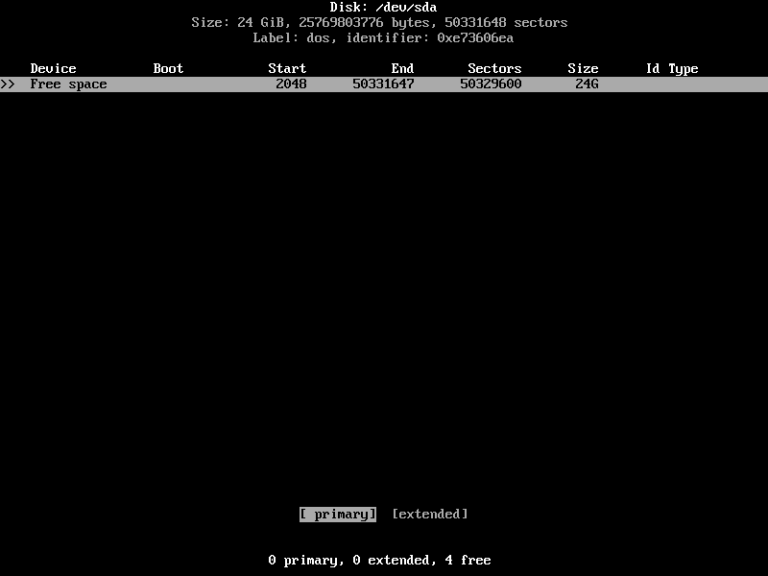 Disk: /dev/sda
Size: 24 GiB, 25769803776 bytes, 50331648 sectors
Label: dos, identifier: 0xe73606ea
Device Boot Start End Sectors Size Id Type
>> Free space 2048 50331647 50329600 24G
[ primary] [extended]
0 primary, 0 extended, 4 free